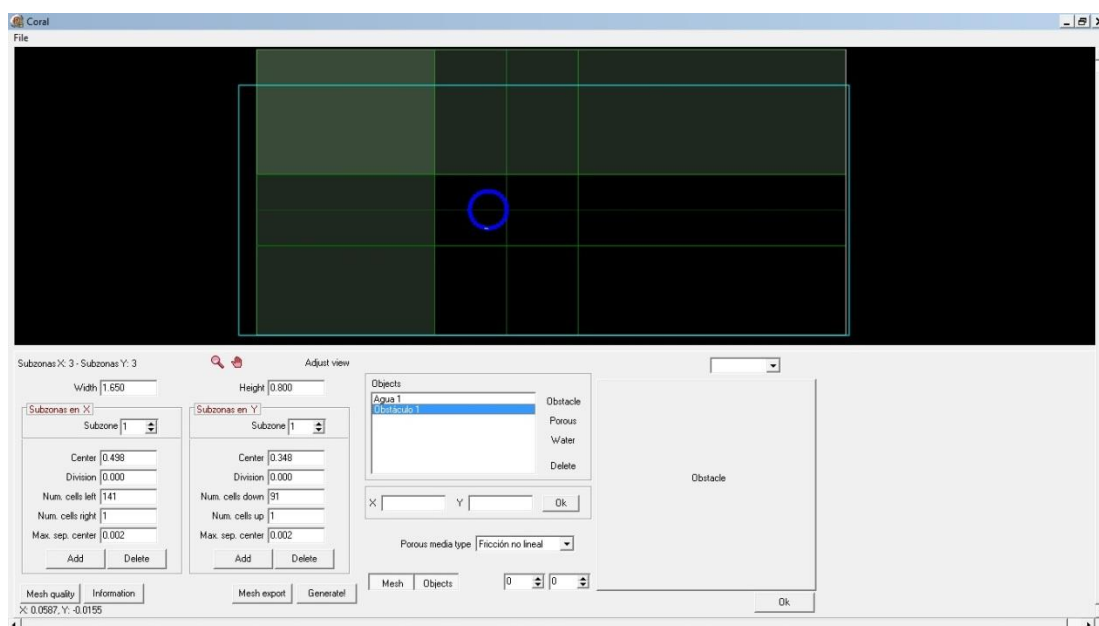 Coral
File
Subzonas X: 3 - Subzonas Y: 3
Adjust view
Width 1.650
Height 0.800
Subzonas en X
Subzone 1
Center 0.498
Division 0.000
Num. cells left 141
Num. cells right 1
Max. sep. center 0.002
Add Delete
Subzonas en Y
Subzone 1
Center 0.348
Division 0.000
Num. cells down 91
Num. cells up 1
Max. sep. center 0.002
Add Delete
Mesh quality Information
Mesh export Generate!
X: 0.0587, Y: -0.0155
Objects
Agua 1
Obstáculo 1
Obstacle
Porous
Water
Delete
X Y Ok
Porous media type Fricción no lineal
Mesh Objects 0 0
Obstacle
Ok